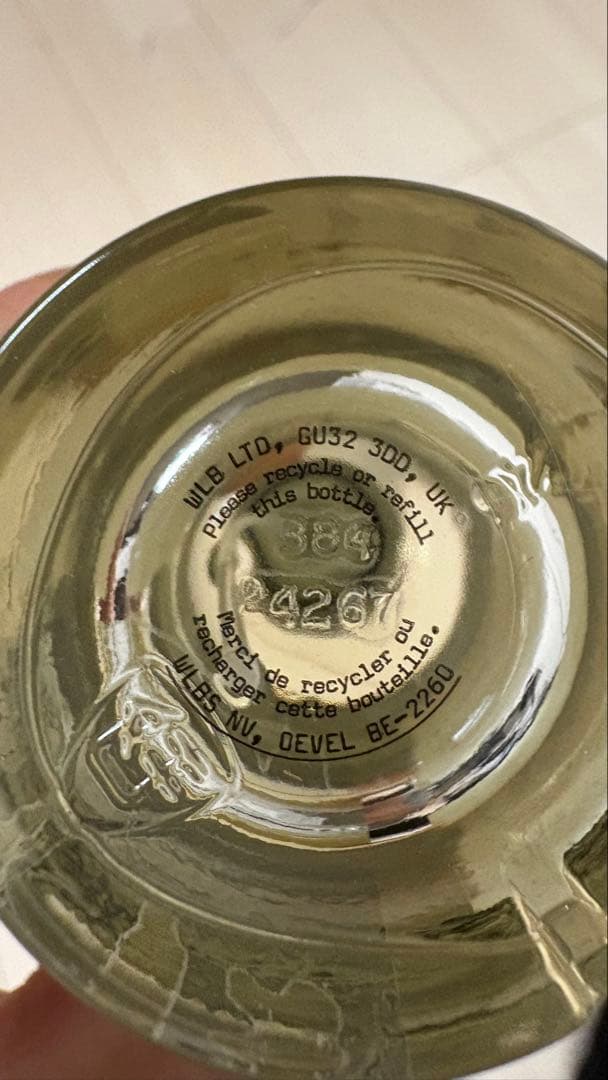 WLB LTD, GU32 3DD, UK
Please recycle or refill
this bottle.
384
24267
Merci de recycler ou
recharger cette bouteille.
WLBS NV, OEVEL BE-2260